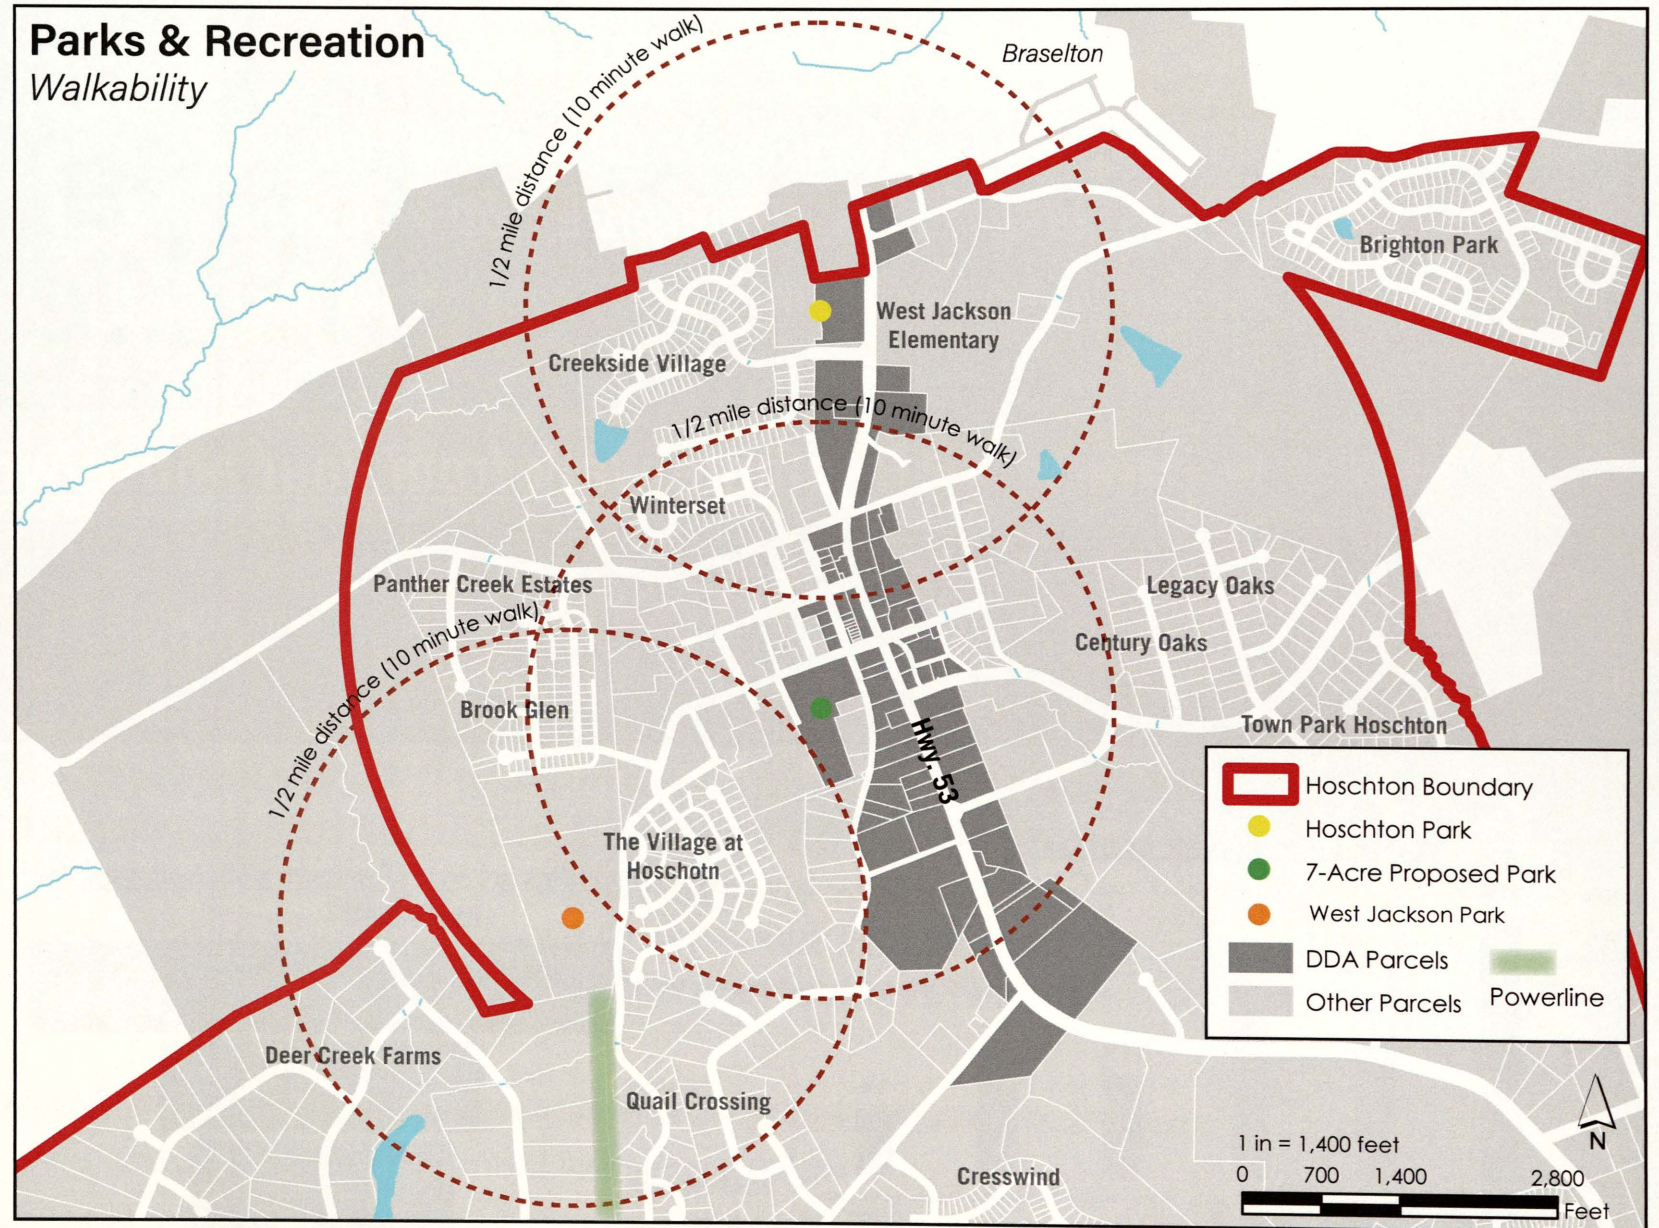 Parks & Recreation
Walkability
1/2 mile distance (10 minute walk)
Braselton
Brighton Park
West Jackson
Elementary
Creekside Village
1/2 mile distance (10 minute walk)
Winterset
Panther Creek Estates
Legacy Oaks
1/2 mile distance (10 minute walk)
Century Oaks
Brook Glen
Town Park Hoschton
Hwy. 53
The Village at
Hoschotn
Hoschton Boundary
Hoschton Park
7-Acre Proposed Park
West Jackson Park
DDA Parcels
Other Parcels
Powerline
Deer Creek Farms
Quail Crossing
Cresswind
N
1 in = 1,400 feet
0 700 1,400 2,800
Feet